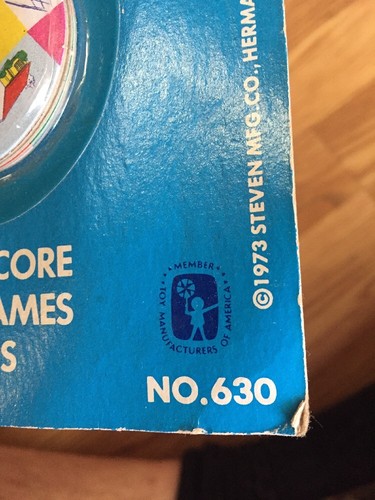 ©1973 STEVEN MFG.CO., HERMA
CORE
AMES
S
MEMBER
TOY MANUFACTURERS OF AMERICA
NO.630